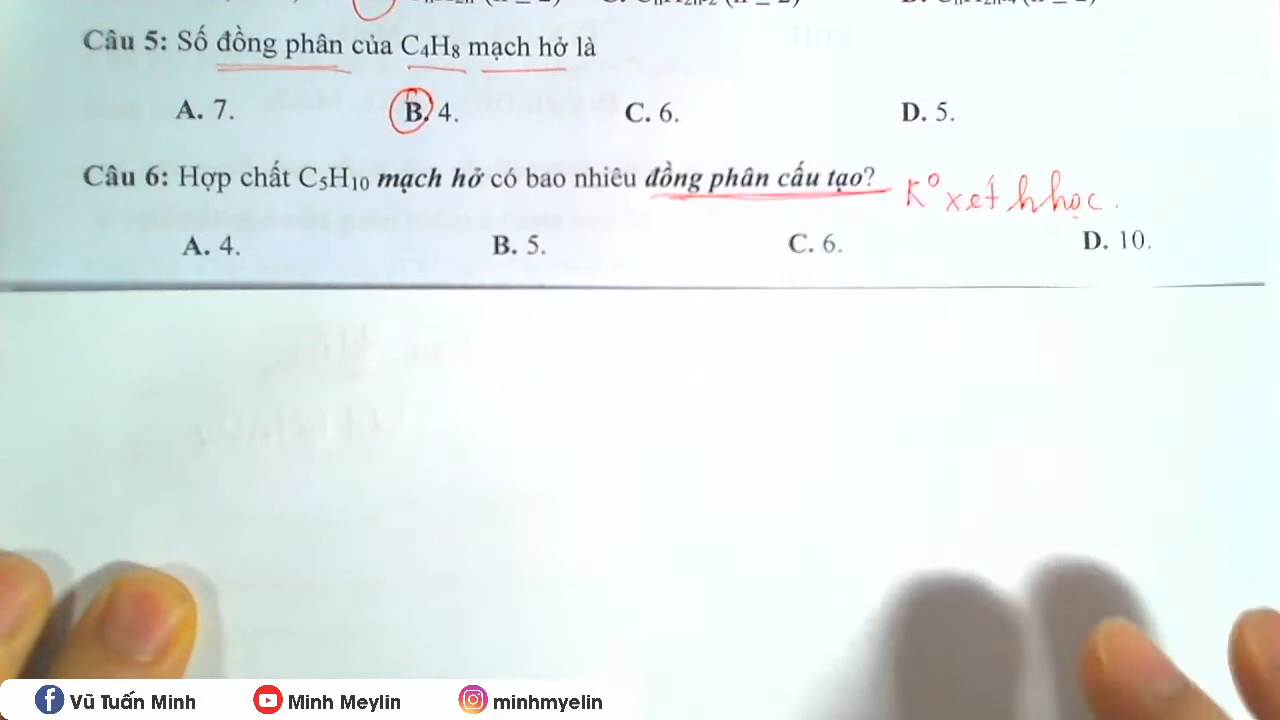 Câu 5: Số đồng phân của C₄H₈ mạch hở là
A. 7. B. 4. C. 6. D. 5.
Câu 6: Hợp chất C₅H₁₀ mạch hở có bao nhiêu đồng phân cấu tạo? K° xét h học.
A. 4. B. 5. C. 6. D. 10.
Vũ Tuấn Minh Minh Meylin minhmyelin